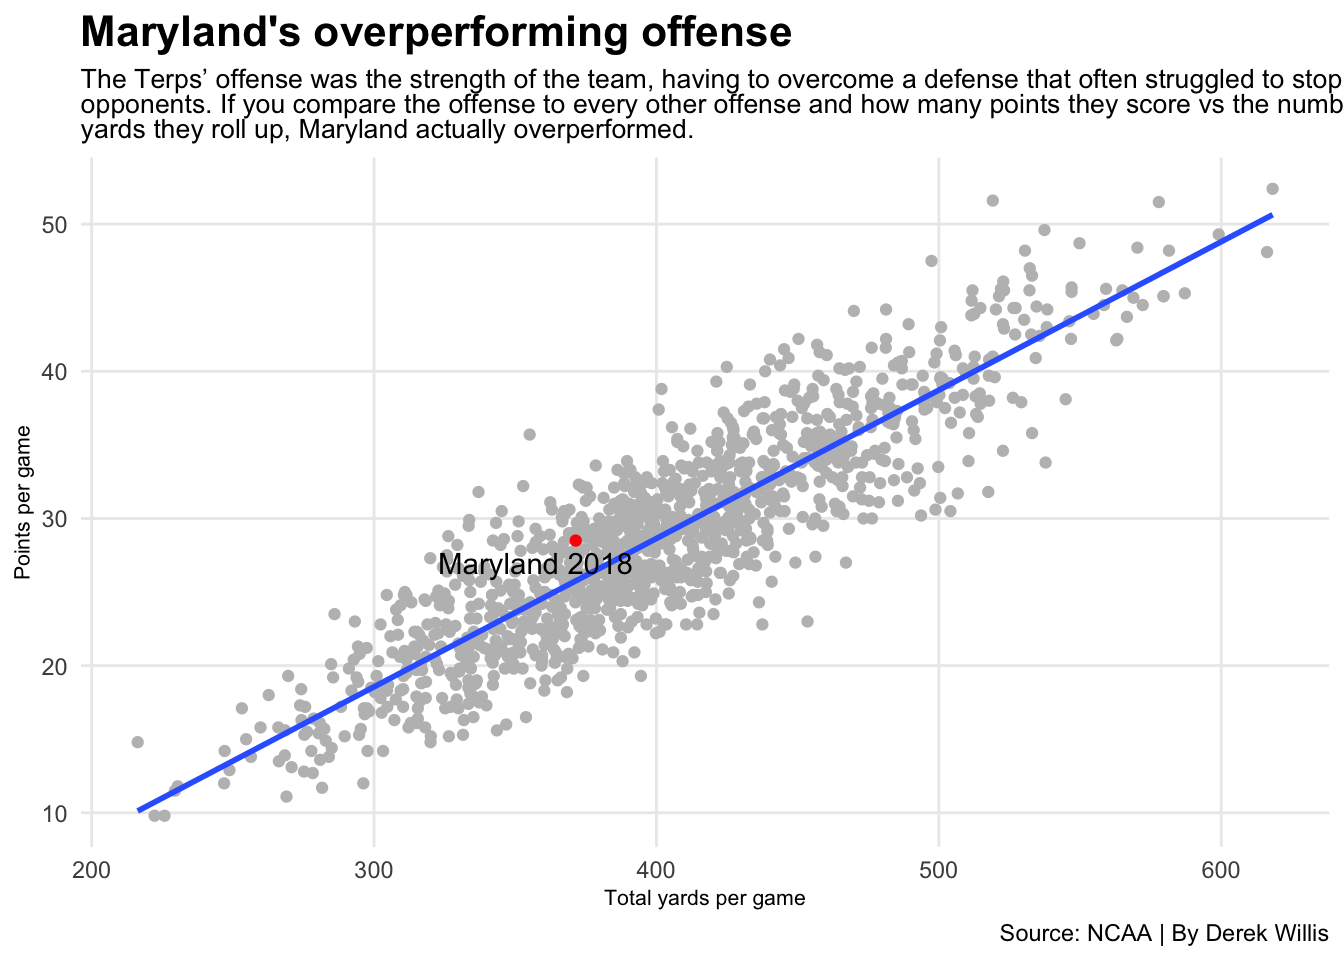 Maryland's overperforming offense
The Terps’ offense was the strength of the team, having to overcome a defense that often struggled to stop
opponents. If you compare the offense to every other offense and how many points they score vs the numb
yards they roll up, Maryland actually overperformed.
50
40
30
20
10
Points per game
Maryland 2018
200 300 400 500 600
Total yards per game
Source: NCAA | By Derek Willis